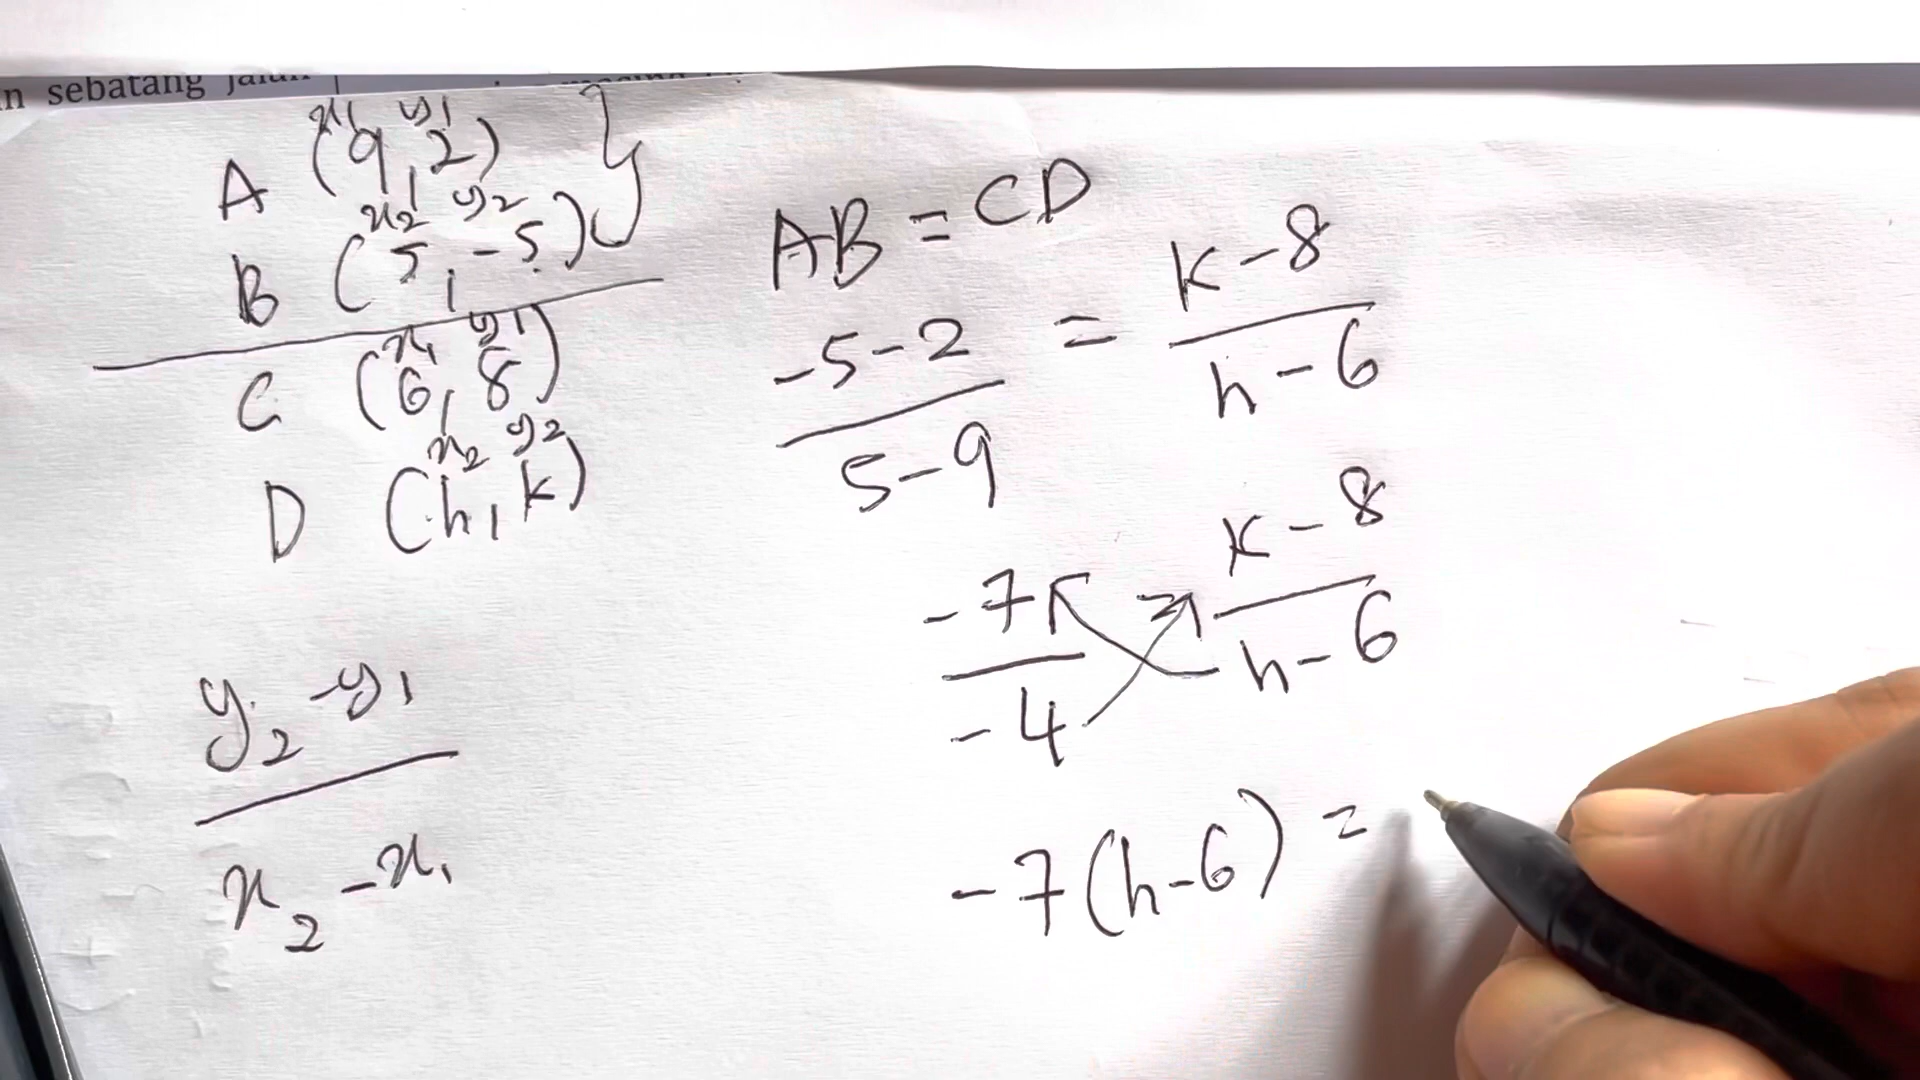 n sebatang jalan
x1 y1
A (9, 2)
x2 y2
B (5, -5)
x1 y1
C (6, 8)
x2 y2
D (h, k)
y2 - y1
x2 - x1
AB = CD
-5-2 = k-8
5-9 h-6
-7 = k-8
-4 h-6
-7(h-6) =